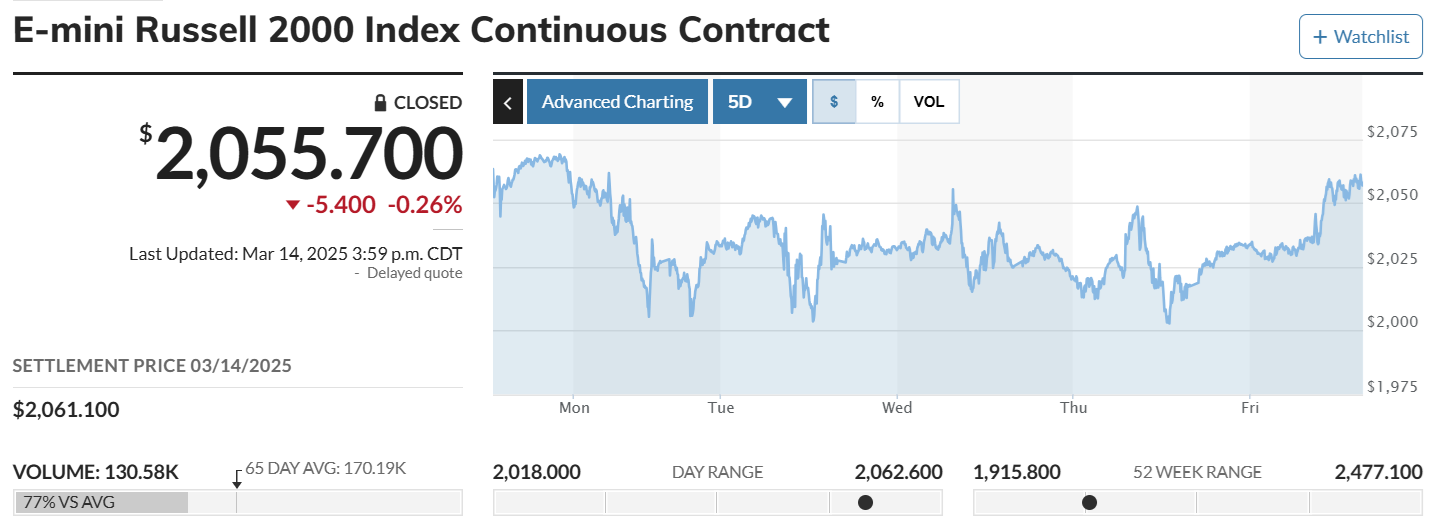 E-mini Russell 2000 Index Continuous Contract
+ Watchlist
CLOSED
$2,055.700
-5.400 -0.26%
Last Updated: Mar 14, 2025 3:59 p.m. CDT
- Delayed quote
SETTLEMENT PRICE 03/14/2025
$2,061.100
VOLUME: 130.58K
65 DAY AVG: 170.19K
77% VS AVG
Advanced Charting
5D
$
%
VOL
$2,075
$2,050
$2,025
$2,000
$1,975
Mon Tue Wed Thu Fri
2,018.000 DAY RANGE 2,062.600
1,915.800 52 WEEK RANGE 2,477.100